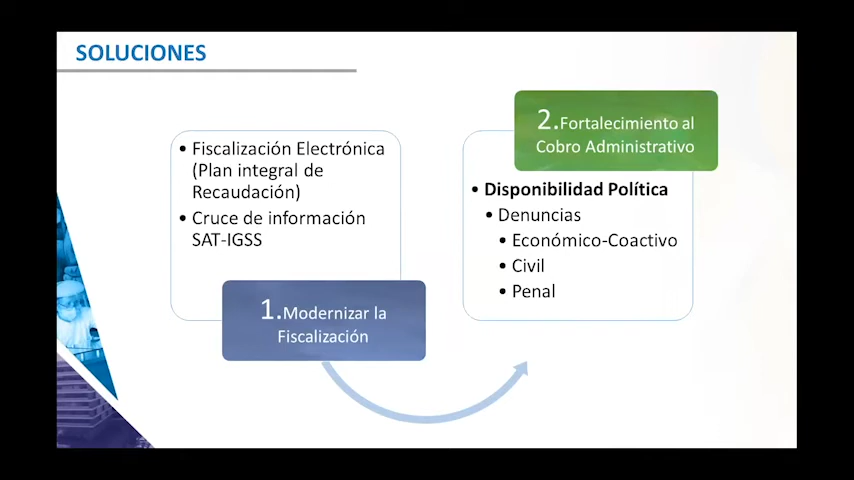 SOLUCIONES
• Fiscalización Electrónica
(Plan integral de
Recaudación)
• Cruce de información
SAT-IGSS
1.Modernizar la
Fiscalización
2.Fortalecimiento al
Cobro Administrativo
• Disponibilidad Política
• Denuncias
• Económico-Coactivo
• Civil
• Penal